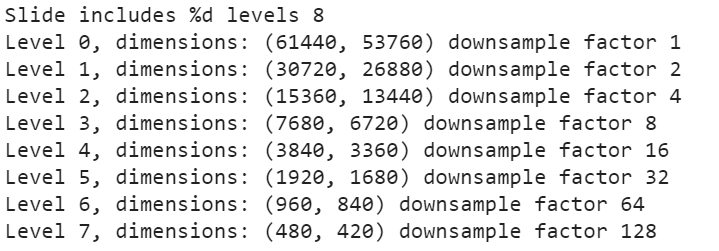 Slide includes %d levels 8
Level 0, dimensions: (61440, 53760) downsample factor 1
Level 1, dimensions: (30720, 26880) downsample factor 2
Level 2, dimensions: (15360, 13440) downsample factor 4
Level 3, dimensions: (7680, 6720) downsample factor 8
Level 4, dimensions: (3840, 3360) downsample factor 16
Level 5, dimensions: (1920, 1680) downsample factor 32
Level 6, dimensions: (960, 840) downsample factor 64
Level 7, dimensions: (480, 420) downsample factor 128